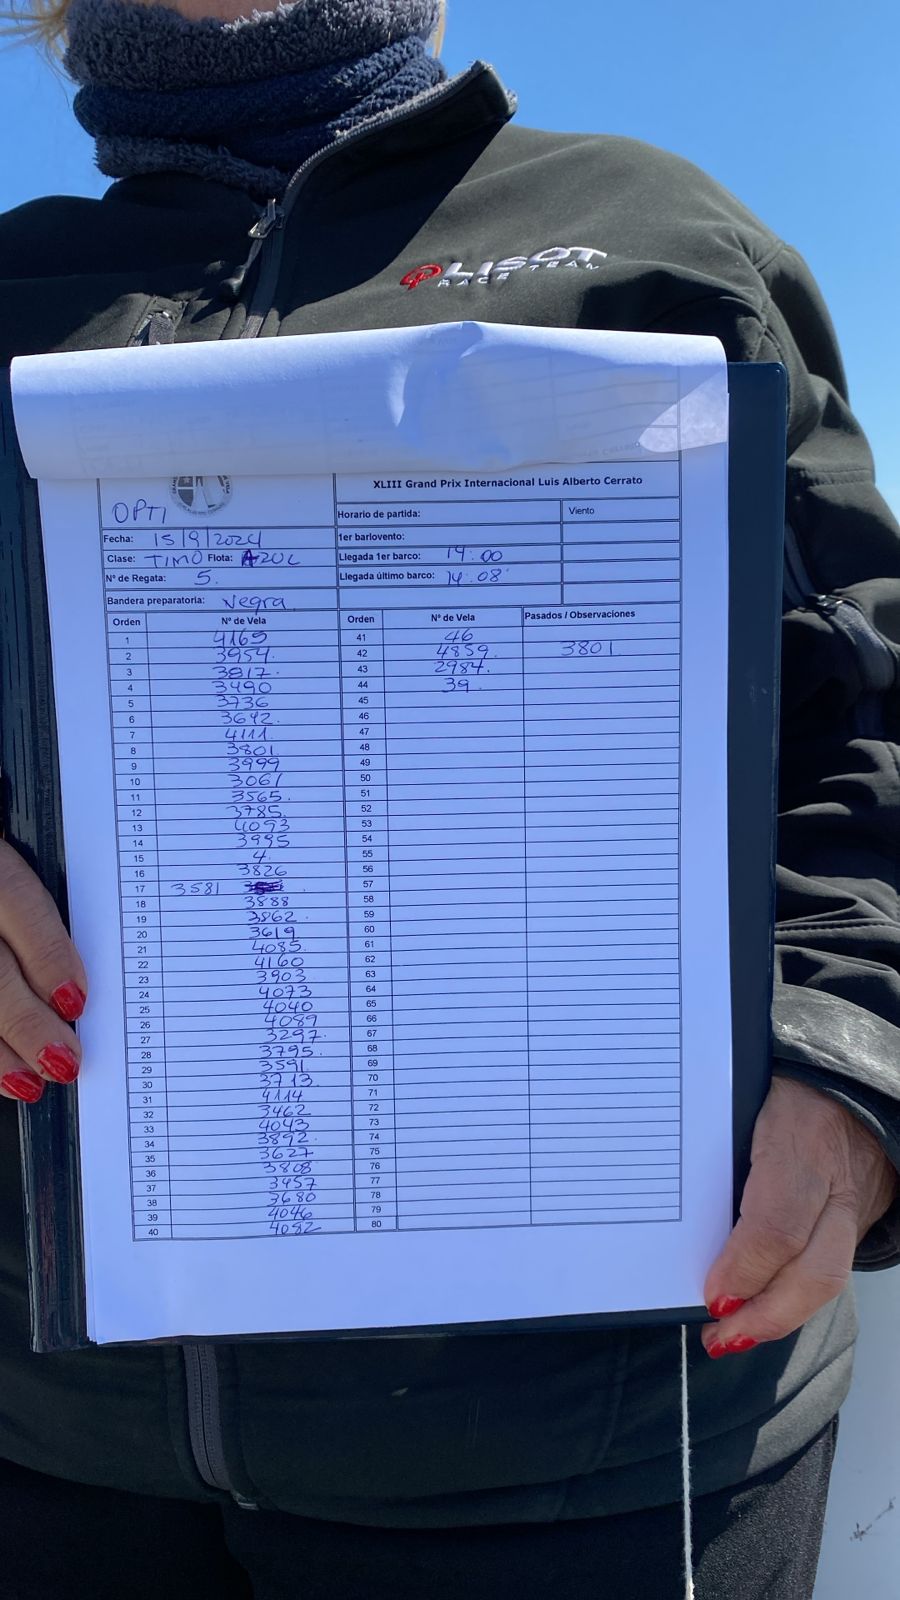 OLISOT
RACE TEAM
XLIII Grand Prix Internacional Luis Alberto Cerrato
OPTI
Horario de partida: Viento
Fecha: 15/9/2024 1er barlovento:
Clase: TIMO Flota: AZUL Llegada 1er barco: 14:00
Nº de Regata: 5. Llegada último barco: 14:08'
Bandera preparatoria: Negra.
Orden Nº de Vela Orden Nº de Vela Pasados / Observaciones
1 4165 41 46
2 3954. 42 4859. 3801.
3 3817. 43 2984.
4 3490 44 39.
5 3736 45
6 3642. 46
7 4111. 47
8 3801. 48
9 3999 49
10 3061 50
11 3565. 51
12 3785. 52
13 4093 53
14 3995 54
15 4. 55
16 3826 56
17 3581 57
18 3888 58
19 3862. 59
20 3619 60
21 4085. 61
22 4160 62
23 3903 63
24 4073 64
25 4040 65
26 4089 66
27 3297. 67
28 3795. 68
29 3591. 69
30 3713. 70
31 4114 71
32 3462 72
33 4043 73
34 3892. 74
35 3627 75
36 3808 76
37 3457 77
38 3680 78
39 4046 79
40 4082 80